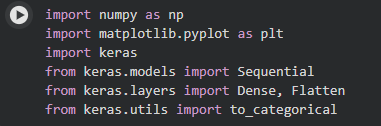 import numpy as np
import matplotlib.pyplot as plt
import keras
from keras.models import Sequential
from keras.layers import Dense, Flatten
from keras.utils import to_categorical